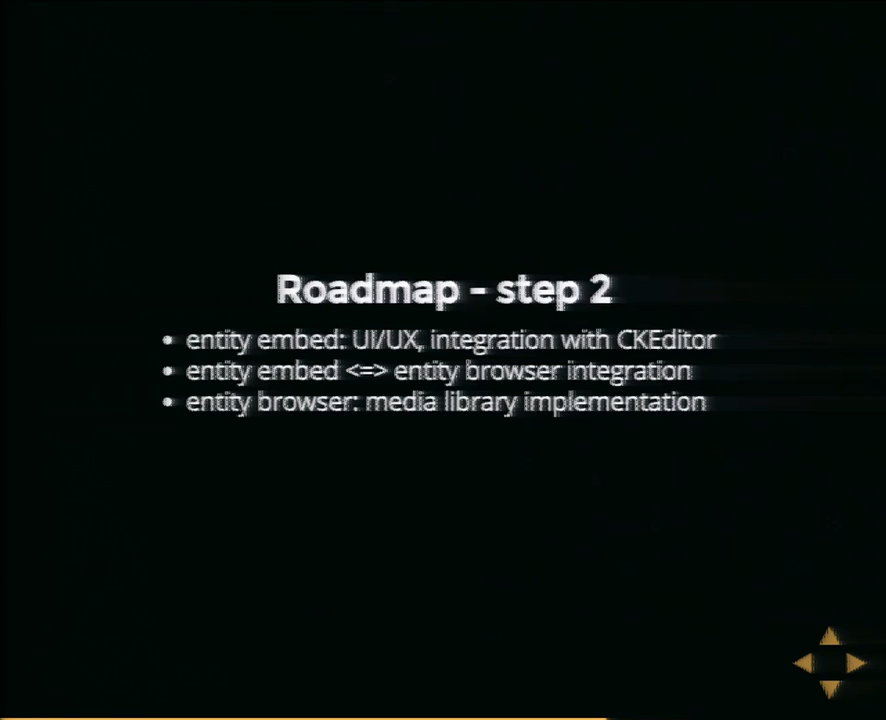 Roadmap - step 2
• entity embed: UI/UX, integration with CKEditor
• entity embed <=> entity browser integration
• entity browser: media library implementation